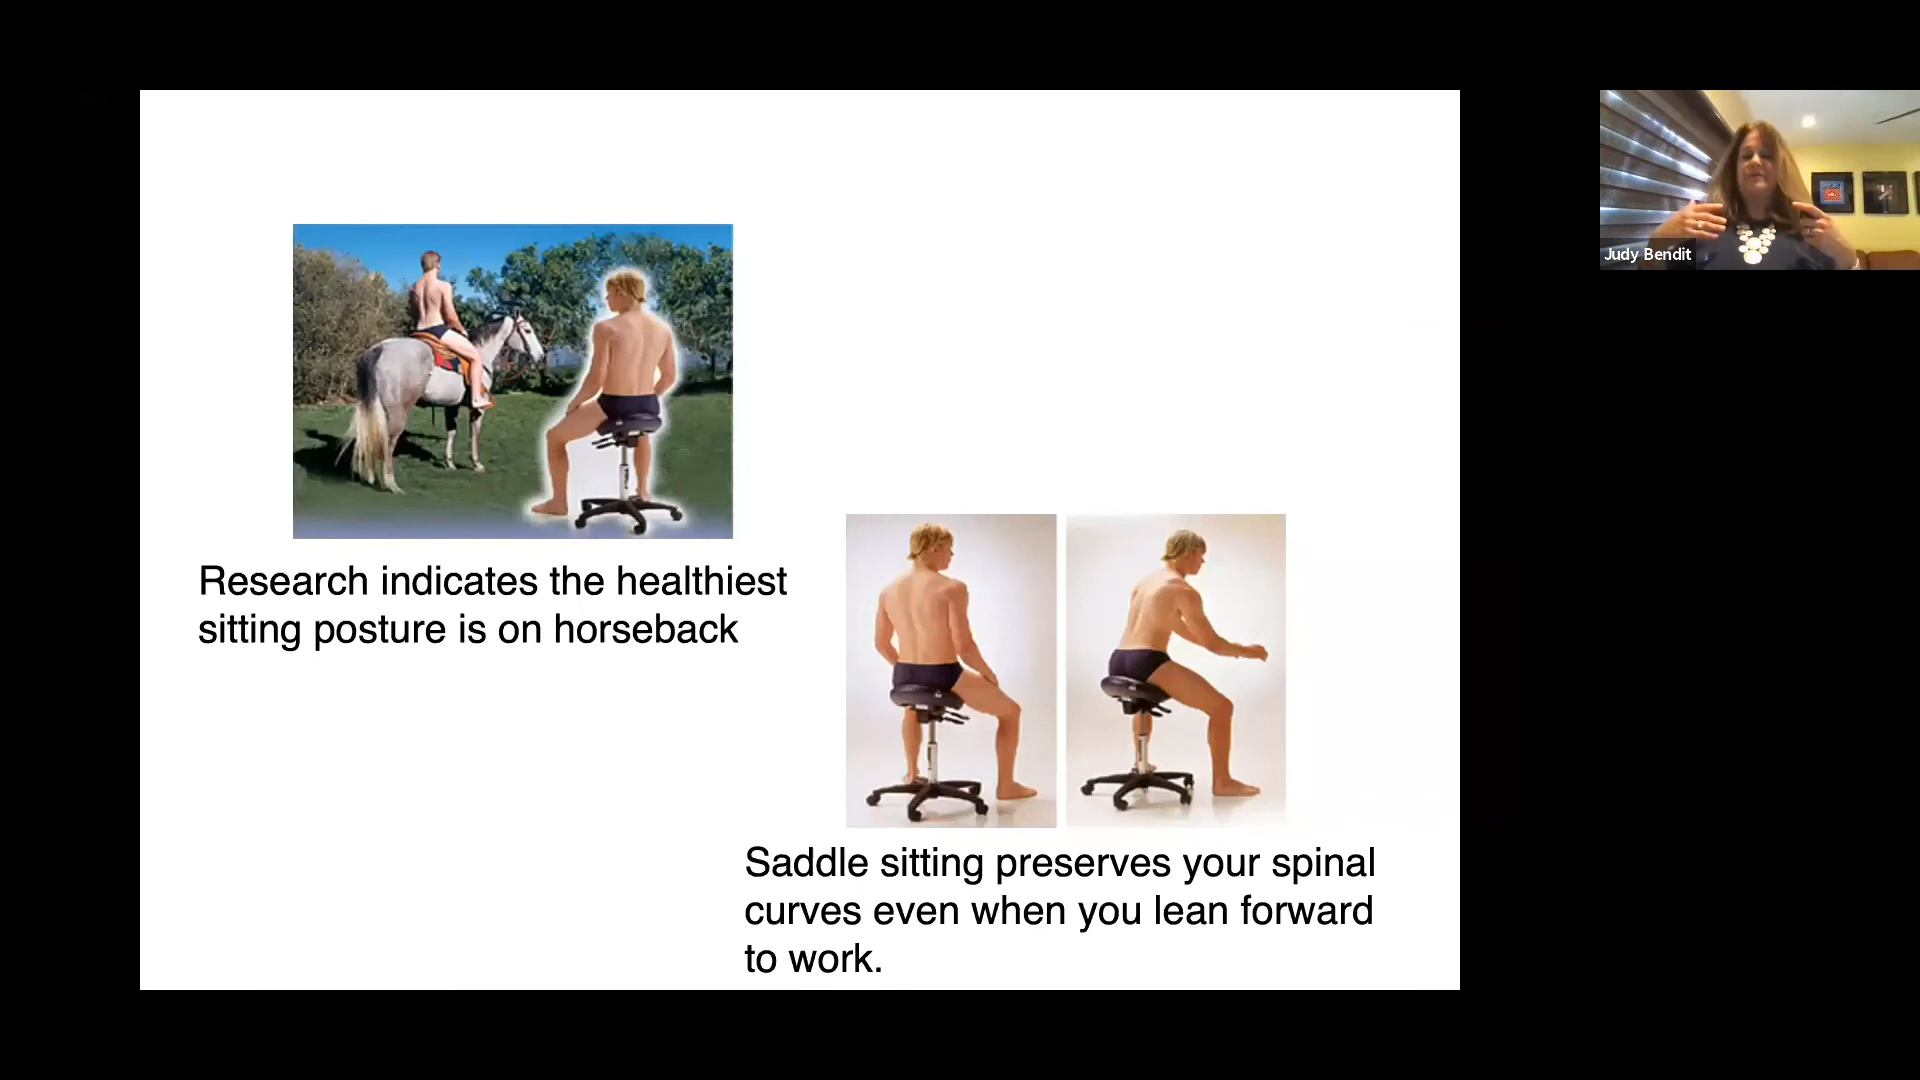 Judy Bendit
Research indicates the healthiest
sitting posture is on horseback
Saddle sitting preserves your spinal
curves even when you lean forward
to work.